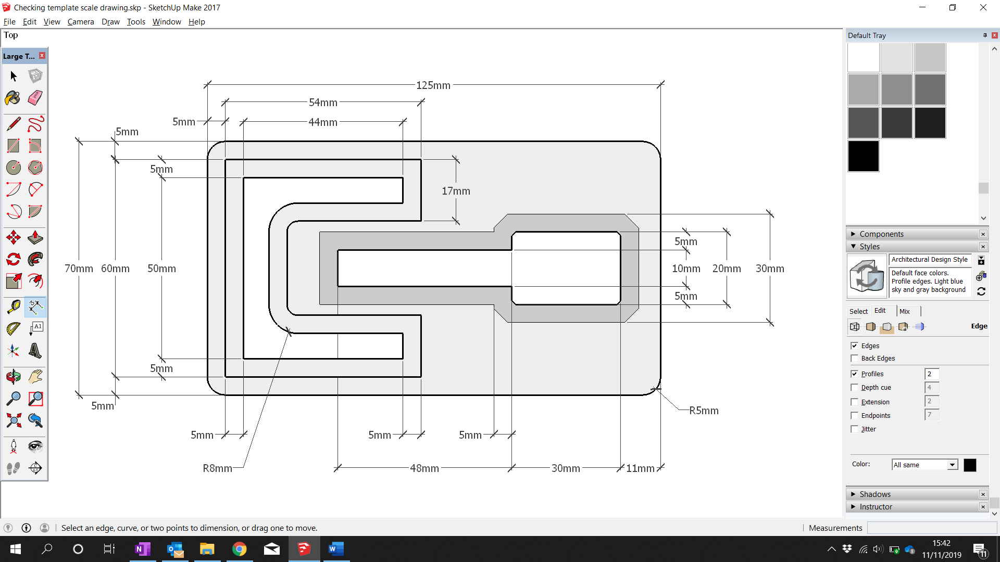 Checking template scale drawing.skp - SketchUp Make 2017
File Edit View Camera Draw Tools Window Help
Top
Large T...
A1
125mm
54mm
5mm
44mm
5mm
5mm
17mm
70mm
60mm
50mm
5mm
10mm
20mm
30mm
5mm
5mm
5mm
R5mm
5mm
5mm
5mm
R8mm
48mm
30mm
11mm
Default Tray
Components
Styles
Architectural Design Style
Default face colors.
Profile edges. Light blue
sky and gray background
Select Edit Mix
Edge
Edges
Back Edges
Profiles 2
Depth cue 4
Extension 2
Endpoints 7
Jitter
Color: All same
Shadows
Instructor
Select an edge, curve, or two points to dimension, or drag one to move.
Measurements
15:42
11/11/2019
11